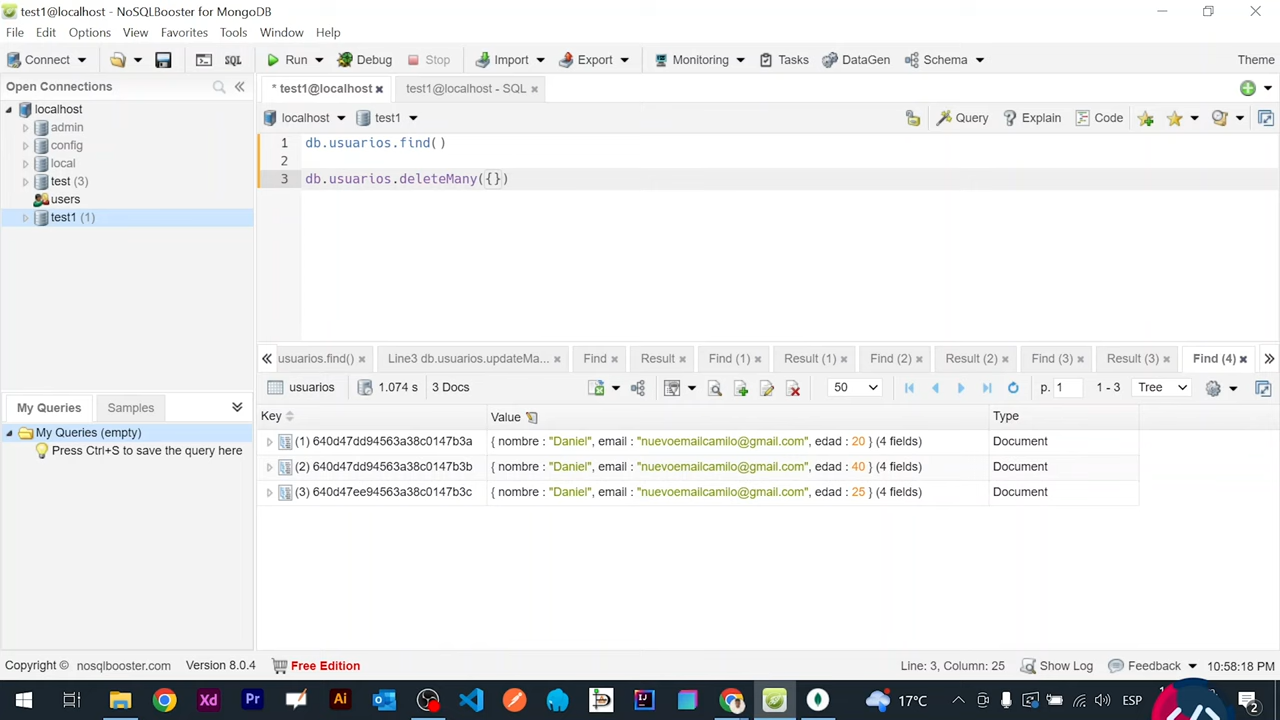 test1@localhost - NoSQLBooster for MongoDB
File Edit Options View Favorites Tools Window Help
Connect SQL Run Debug Stop Import Export Monitoring Tasks DataGen Schema Theme
Open Connections
* test1@localhost test1@localhost - SQL
localhost
admin
config
local
test (3)
users
test1 (1)
localhost test1 Query Explain Code
1 db.usuarios.find()
2
3 db.usuarios.deleteMany({})
usuarios.find() Line3 db.usuarios.updateMa... Find Result Find (1) Result (1) Find (2) Result (2) Find (3) Result (3) Find (4)
usuarios 1.074 s 3 Docs 50 p. 1 1 - 3 Tree
Key Value Type
(1) 640d47dd94563a38c0147b3a { nombre : "Daniel", email : "nuevoemailcamilo@gmail.com", edad : 20 } (4 fields) Document
(2) 640d47dd94563a38c0147b3b { nombre : "Daniel", email : "nuevoemailcamilo@gmail.com", edad : 40 } (4 fields) Document
(3) 640d47ee94563a38c0147b3c { nombre : "Daniel", email : "nuevoemailcamilo@gmail.com", edad : 25 } (4 fields) Document
My Queries Samples
My Queries (empty)
Press Ctrl+S to save the query here
Copyright © nosqlbooster.com Version 8.0.4 Free Edition Line: 3, Column: 25 Show Log Feedback 10:58:18 PM
Xd Pr Ai IJ 17°C ESP 2